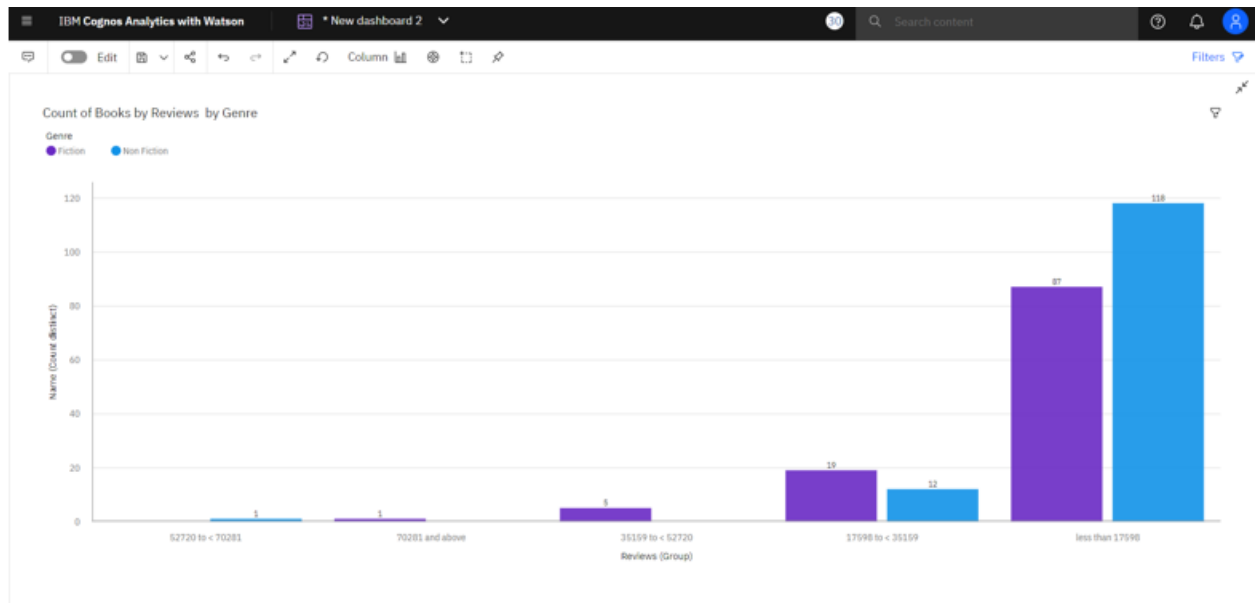 IBM Cognos Analytics with Watson
* New dashboard 2
30
Search content
Edit
Column
Filters
Count of Books by Reviews by Genre
Genre
Fiction
Non Fiction
120
100
80
60
40
20
0
Name (Count distinct)
1
1
5
19
12
87
118
52720 to < 70281
70281 and above
35159 to < 52720
17598 to < 35159
less than 17598
Reviews (Group)